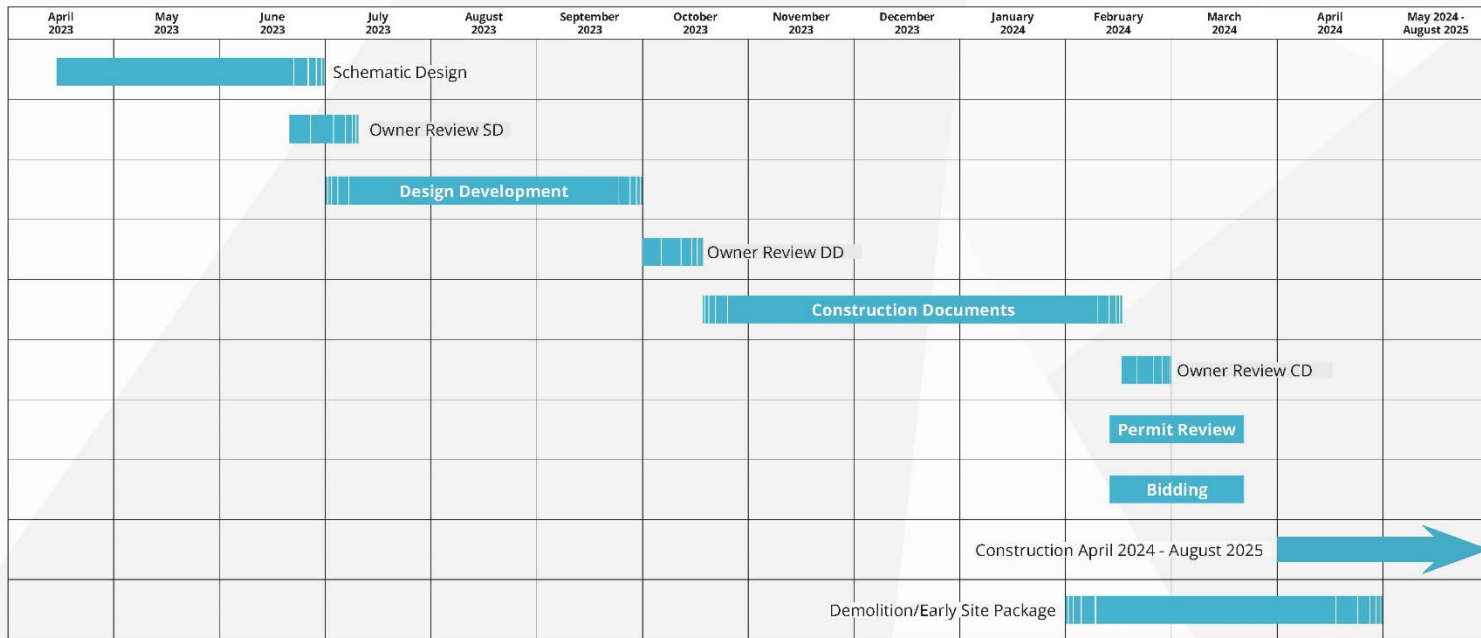 April May June July August September October November December January February March April May 2024 -
2023 2023 2023 2023 2023 2023 2023 2023 2023 2024 2024 2024 2024 August 2025
Schematic Design
Owner Review SD
Design Development
Owner Review DD
Construction Documents
Owner Review CD
Permit Review
Bidding
Construction April 2024 - August 2025
Demolition/Early Site Package